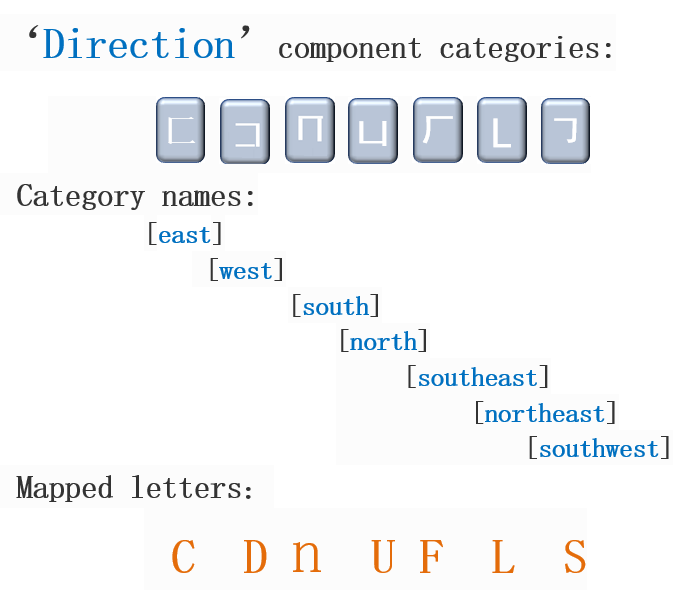 ‘Direction’ component categories:
匚 コ 冂 凵 厂 L ㄱ
Category names:
[east]
[west]
[south]
[north]
[southeast]
[northeast]
[southwest]
Mapped letters：
C D n U F L S